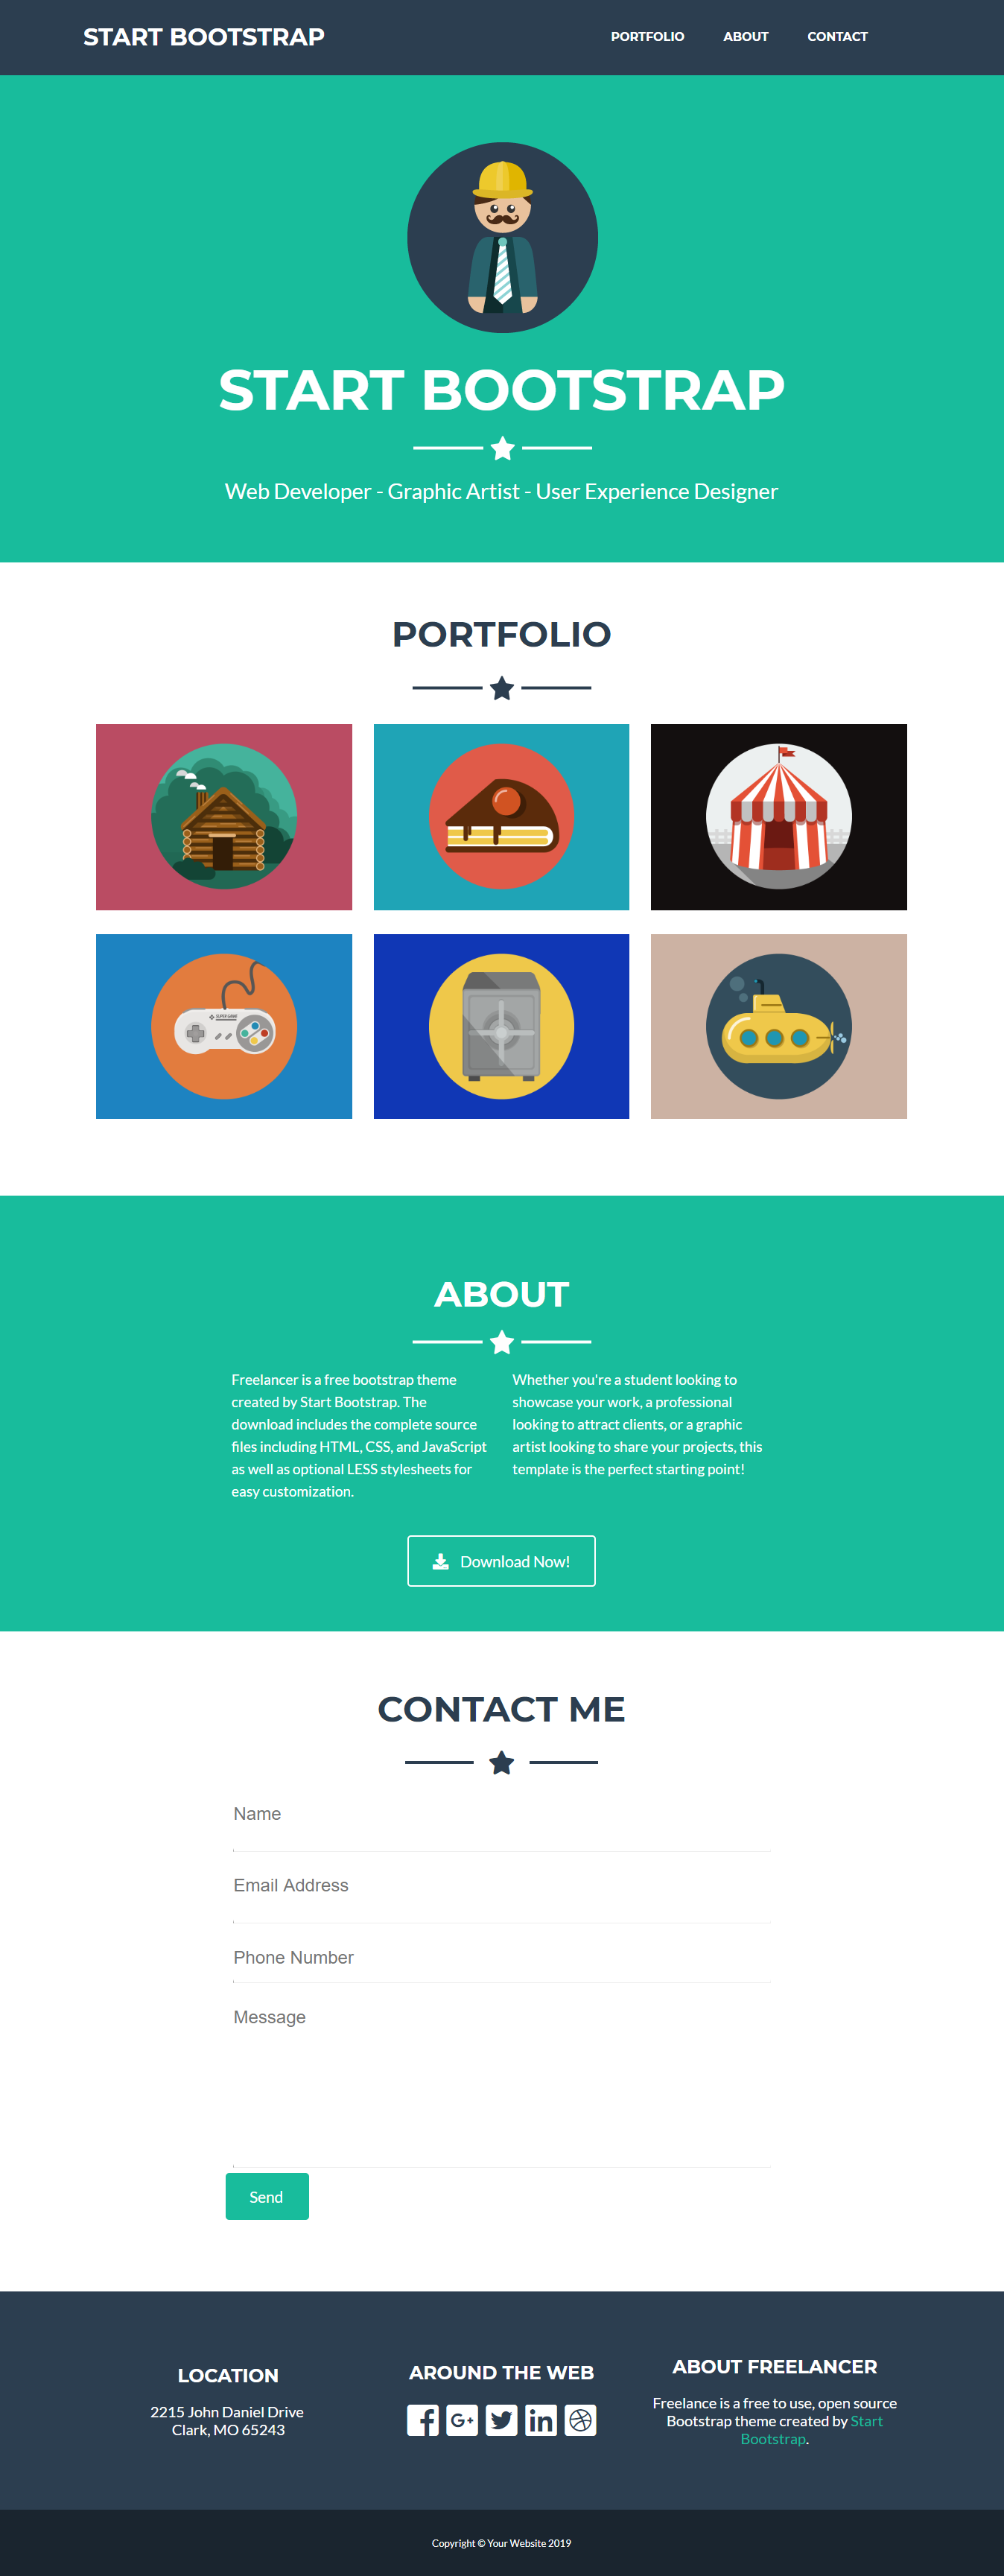 START BOOTSTRAP
PORTFOLIO ABOUT CONTACT
START BOOTSTRAP
Web Developer - Graphic Artist - User Experience Designer
PORTFOLIO
SUPER GAME
ABOUT
Freelancer is a free bootstrap theme
created by Start Bootstrap. The
download includes the complete source
files including HTML, CSS, and JavaScript
as well as optional LESS stylesheets for
easy customization.
Whether you're a student looking to
showcase your work, a professional
looking to attract clients, or a graphic
artist looking to share your projects, this
template is the perfect starting point!
Download Now!
CONTACT ME
Name
Email Address
Phone Number
Message
Send
LOCATION
2215 John Daniel Drive
Clark, MO 65243
AROUND THE WEB
G+
in
ABOUT FREELANCER
Freelance is a free to use, open source
Bootstrap theme created by Start
Bootstrap.
Copyright © Your Website 2019